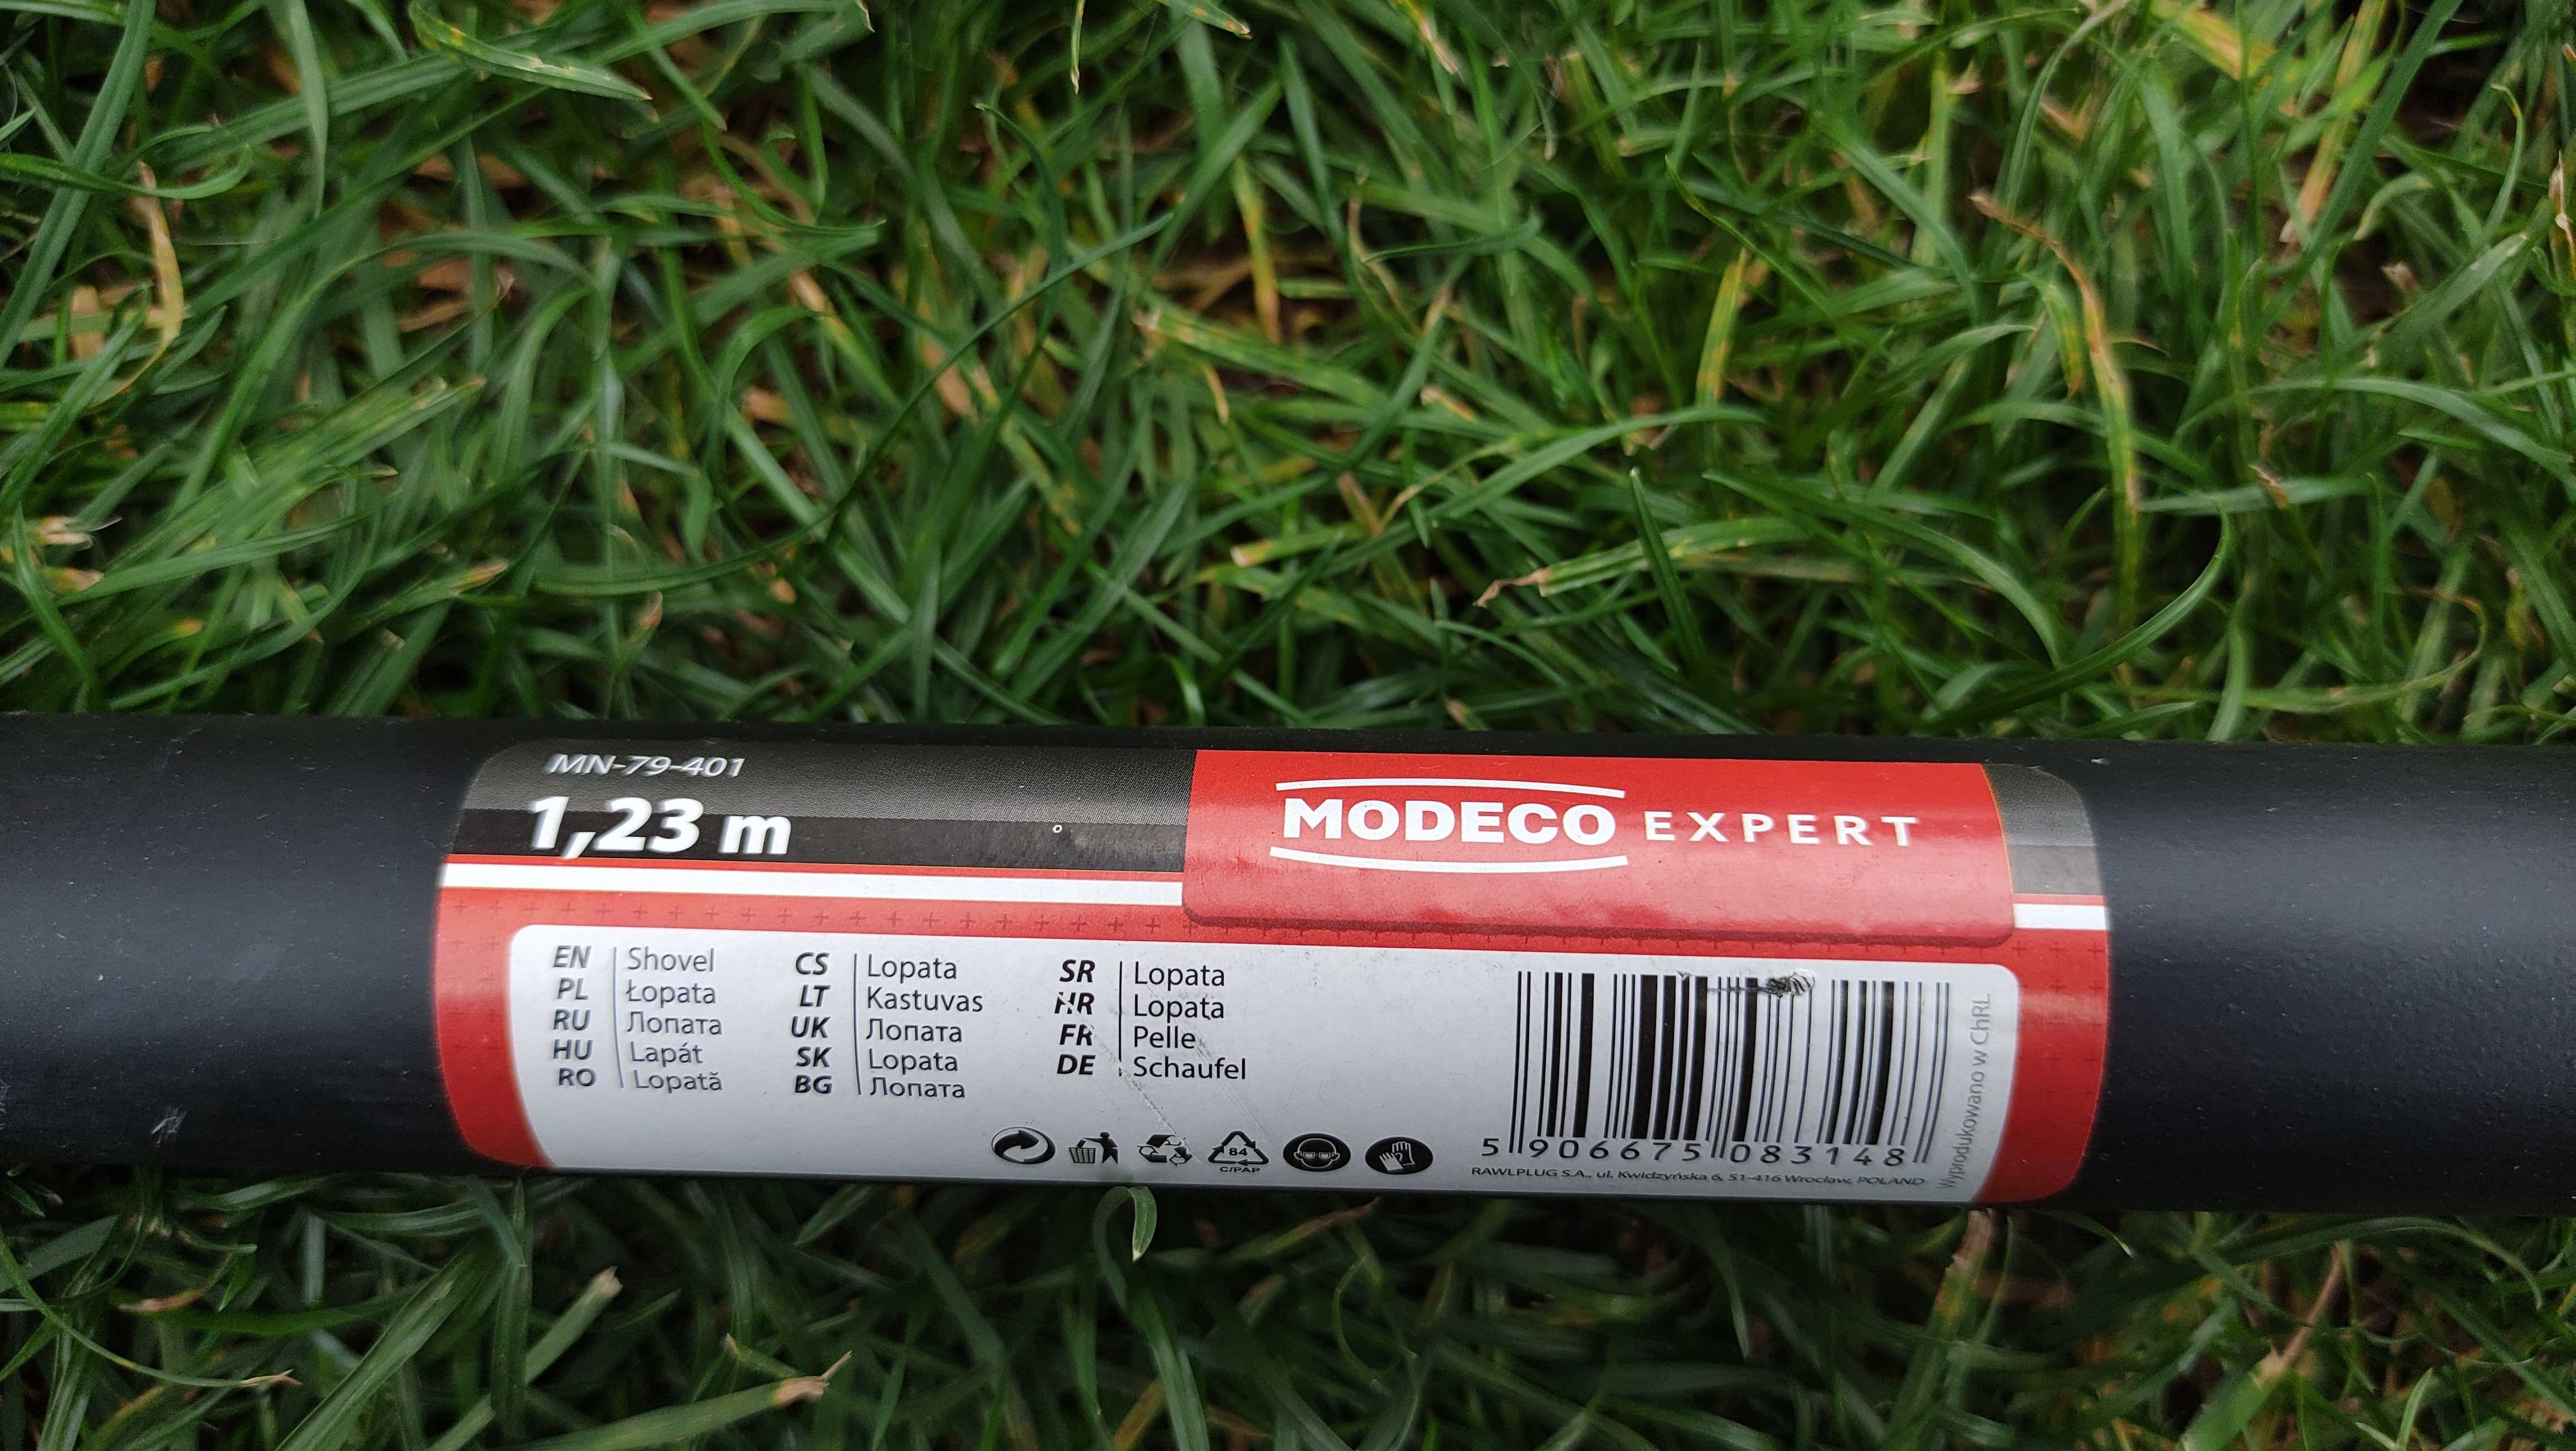 MN-79-401
1,23 m
MODECO EXPERT
EN Shovel
PL Łopata
RU Лопата
HU Lapát
RO Lopată
CS Lopata
LT Kastuvas
UK Лопата
SK Lopata
BG Лопата
SR Lopata
HR Lopata
FR Pelle
DE Schaufel
84
C/PAP
5 906675 083148
RAWLPLUG S.A., ul. Kwidzyńska 6, 51-416 Wrocław, POLAND
Wyprodukowano w ChRL